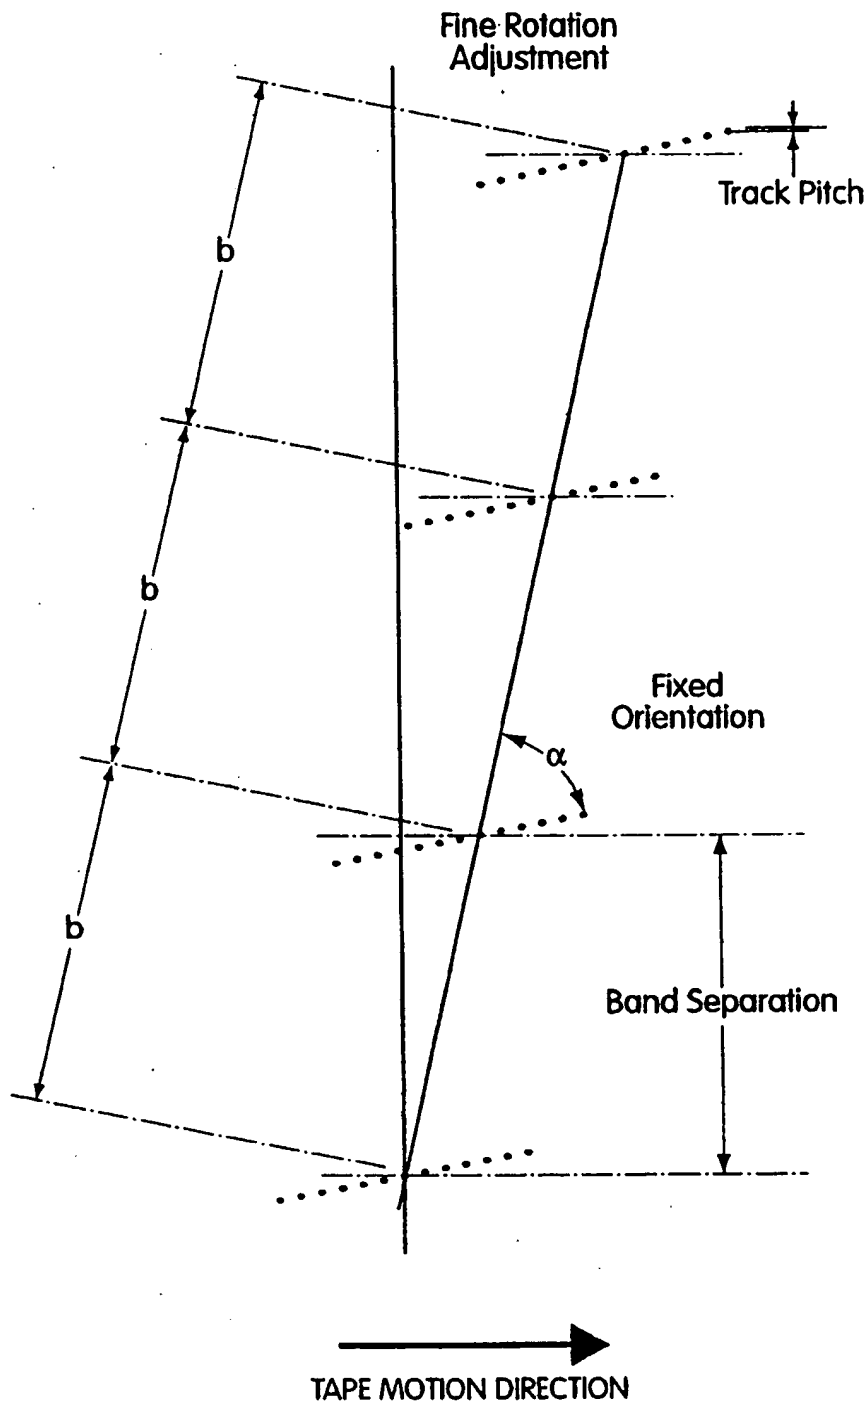 Fine Rotation
Adjustment
Track Pitch
b
b
Fixed
Orientation
α
b
Band Separation
TAPE MOTION DIRECTION